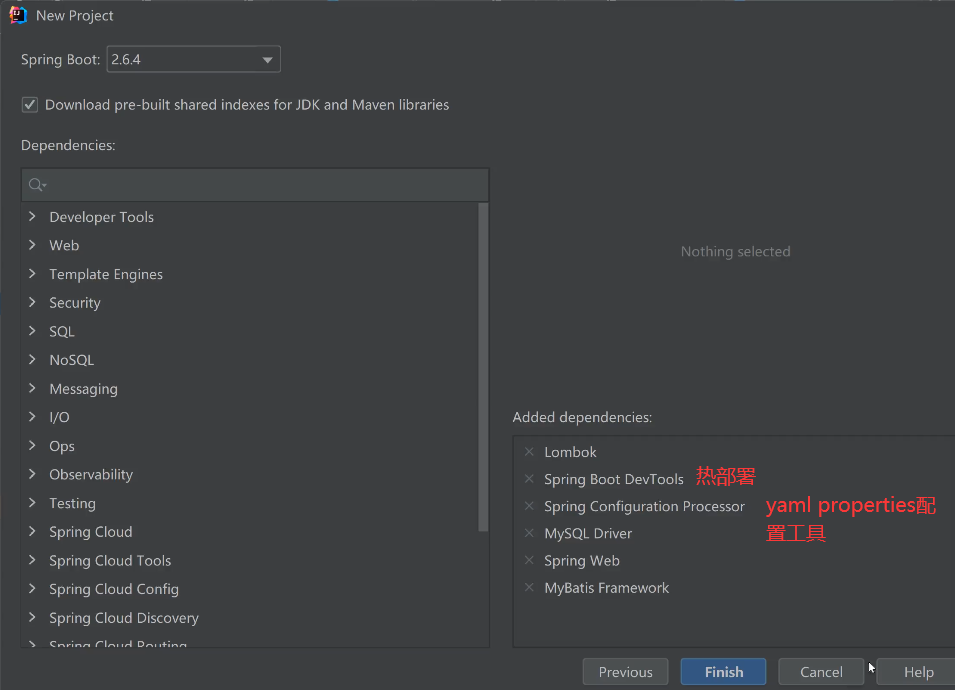 New Project
Spring Boot: 2.6.4
Download pre-built shared indexes for JDK and Maven libraries
Dependencies:
Developer Tools
Web
Template Engines
Security
SQL
NoSQL
Messaging
I/O
Ops
Observability
Testing
Spring Cloud
Spring Cloud Tools
Spring Cloud Config
Spring Cloud Discovery
Spring Cloud Routing
Nothing selected
Added dependencies:
Lombok
Spring Boot DevTools 热部署
Spring Configuration Processor yaml properties配
置工具
MySQL Driver
Spring Web
MyBatis Framework
Previous
Finish
Cancel
Help